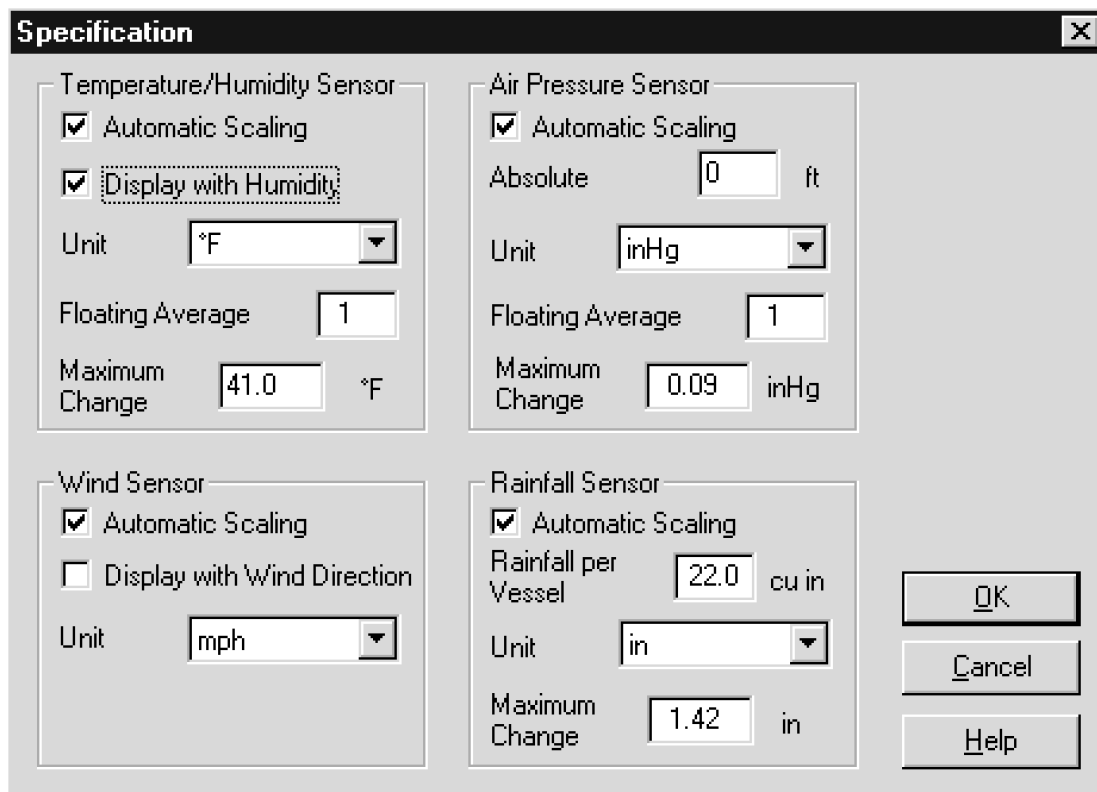 Specification
Temperature/Humidity Sensor
Automatic Scaling
Display with Humidity
Unit °F
Floating Average 1
Maximum
Change 41.0 °F
Air Pressure Sensor
Automatic Scaling
Absolute 0 ft
Unit inHg
Floating Average 1
Maximum
Change 0.09 inHg
Wind Sensor
Automatic Scaling
Display with Wind Direction
Unit mph
Rainfall Sensor
Automatic Scaling
Rainfall per
Vessel 22.0 cu in
Unit in
Maximum
Change 1.42 in
OK
Cancel
Help